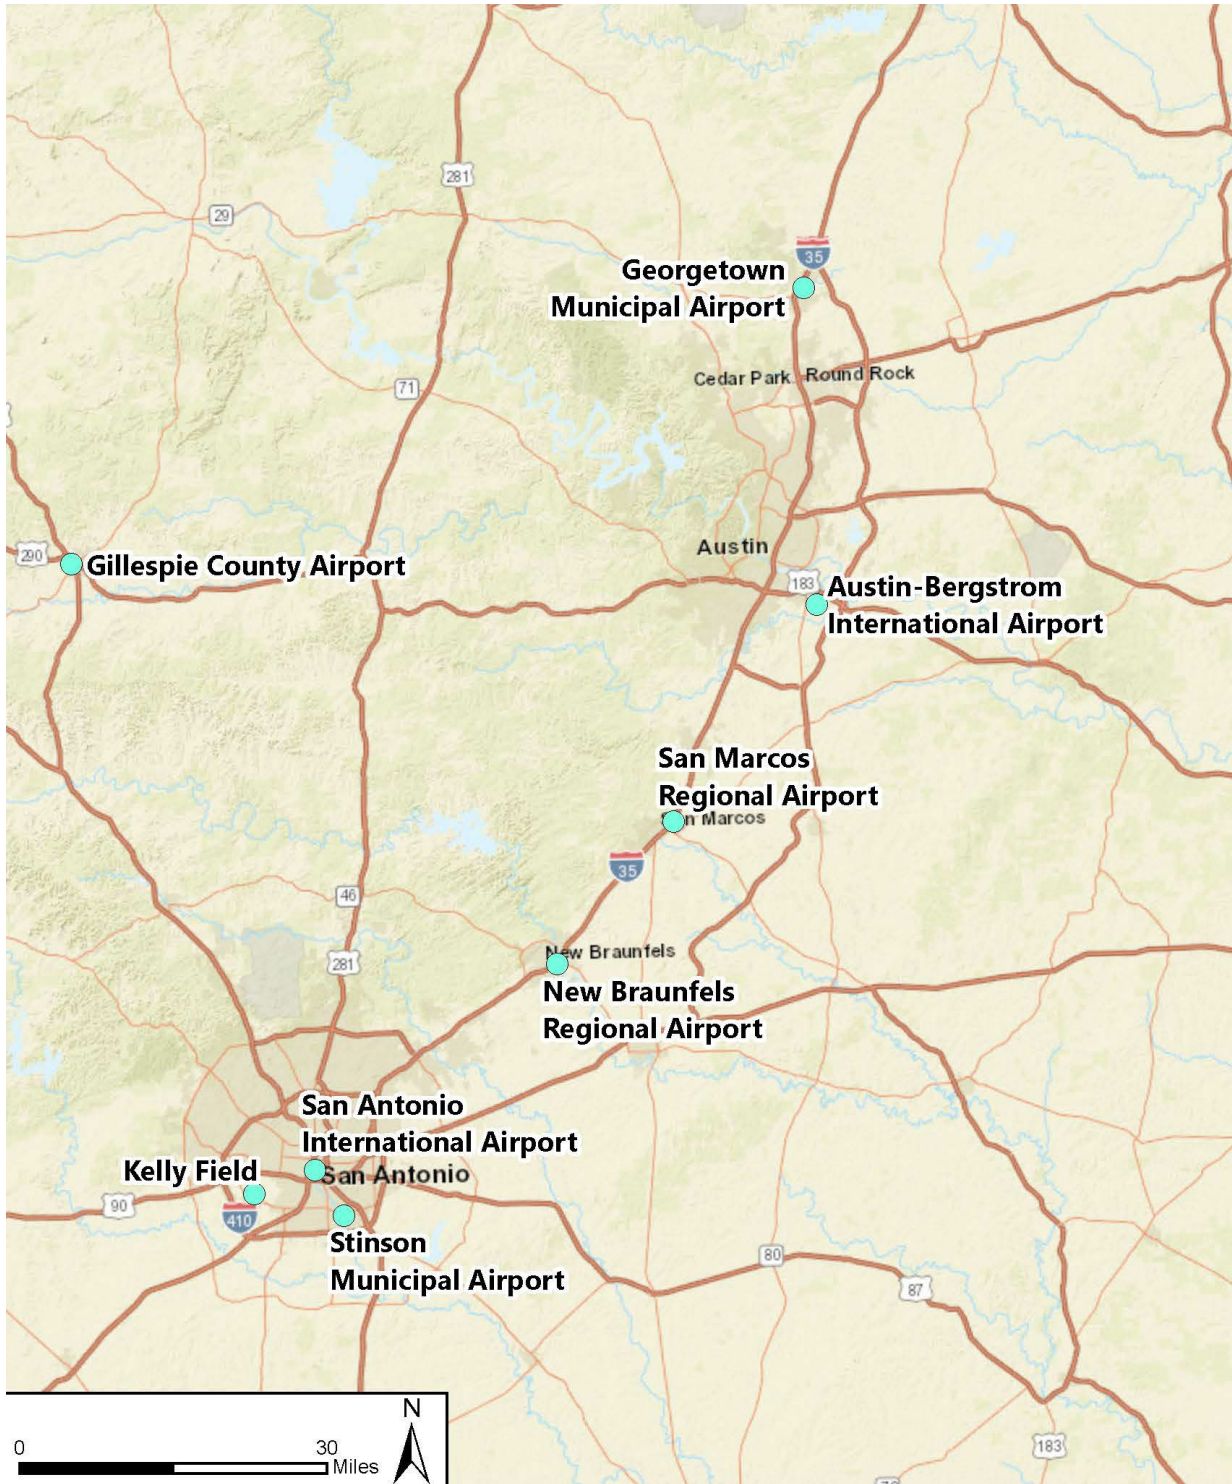 281
29
35
Georgetown
Municipal Airport
Cedar Park
Round Rock
71
Austin
290
Gillespie County Airport
183
Austin-Bergstrom
International Airport
San Marcos
Regional Airport
San Marcos
35
46
New Braunfels
281
New Braunfels
Regional Airport
San Antonio
International Airport
Kelly Field
San Antonio
90
410
Stinson
Municipal Airport
80
87
N
0 30
Miles
183